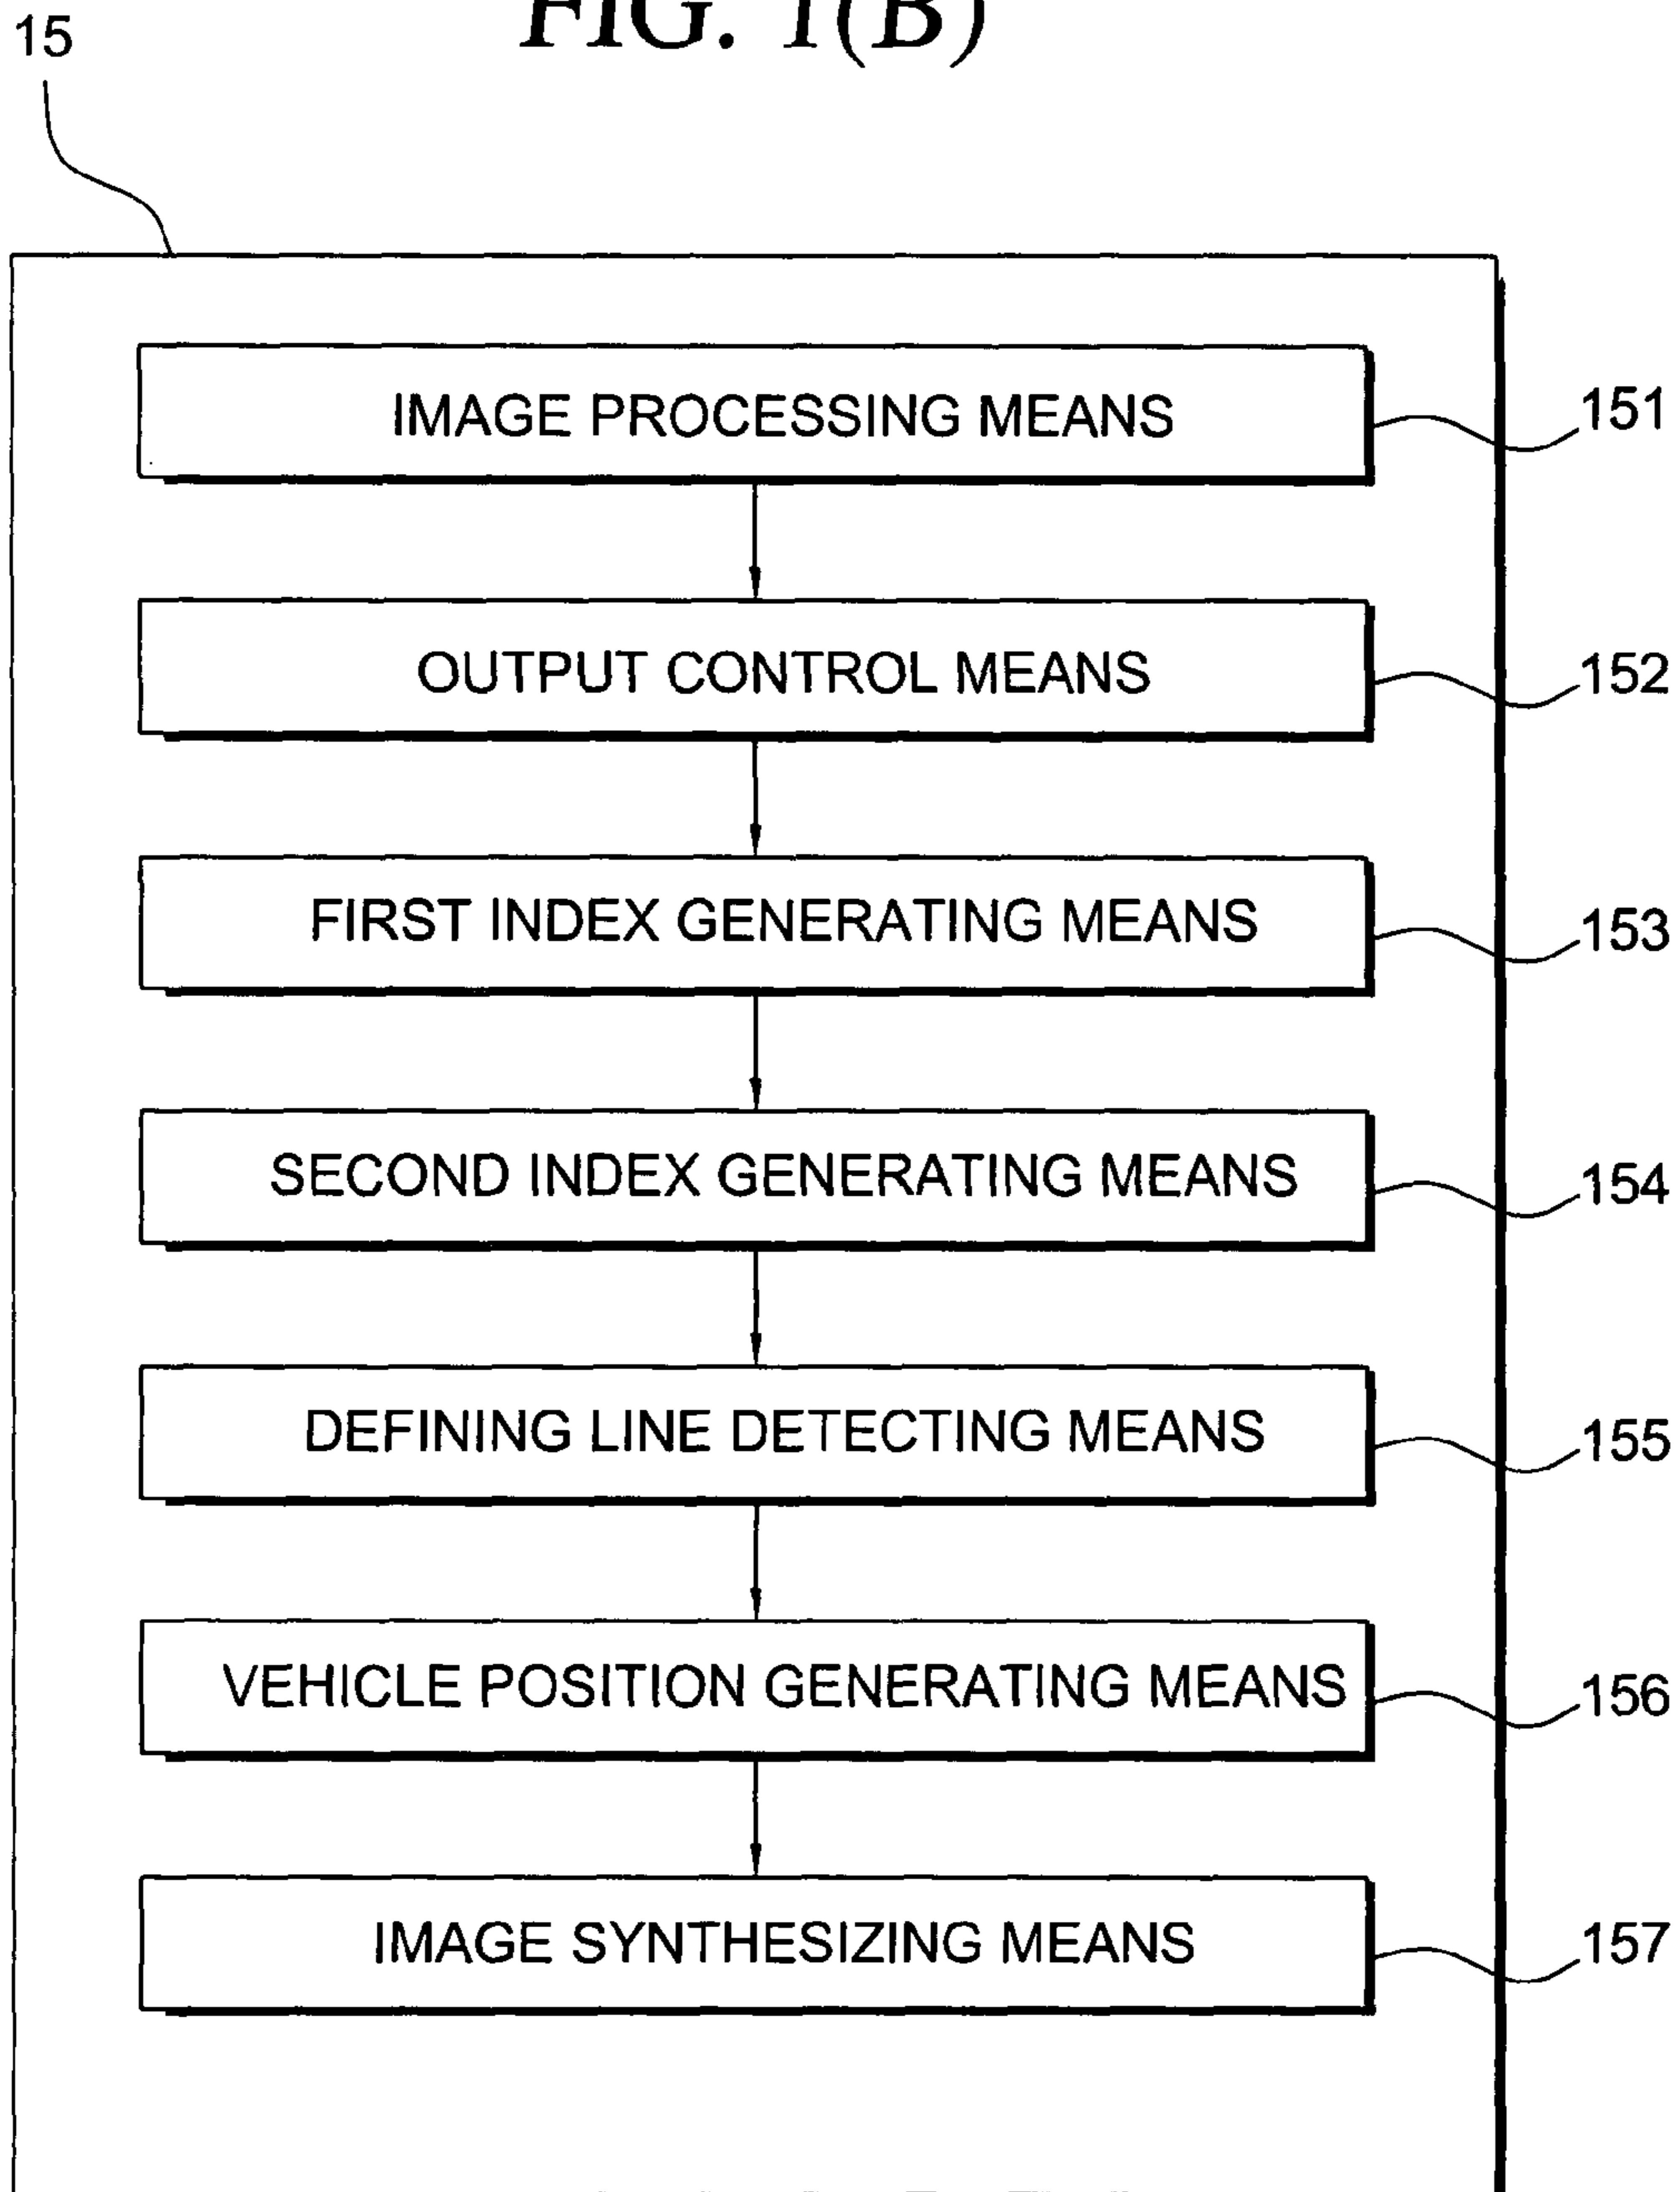 FIG. 1(B)
15
IMAGE PROCESSING MEANS
151
OUTPUT CONTROL MEANS
152
FIRST INDEX GENERATING MEANS
153
SECOND INDEX GENERATING MEANS
154
DEFINING LINE DETECTING MEANS
155
VEHICLE POSITION GENERATING MEANS
156
IMAGE SYNTHESIZING MEANS
157